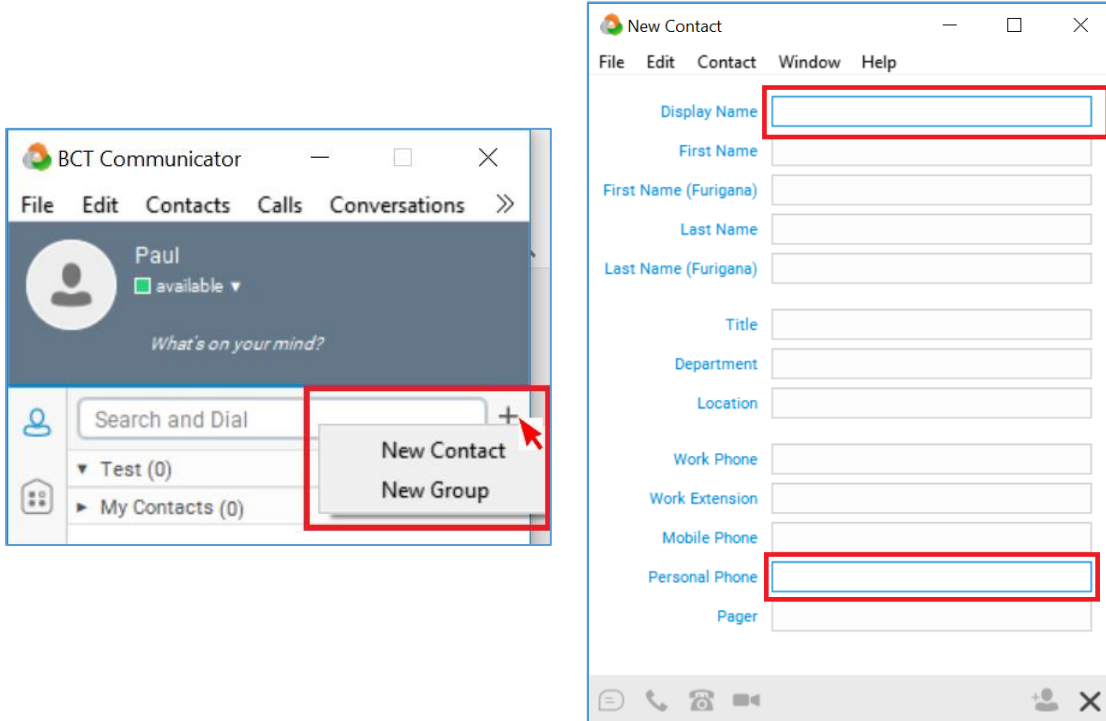 BCT Communicator
File Edit Contacts Calls Conversations
Paul
available
What's on your mind?
Search and Dial
New Contact
New Group
Test (0)
My Contacts (0)
New Contact
File Edit Contact Window Help
Display Name
First Name
First Name (Furigana)
Last Name
Last Name (Furigana)
Title
Department
Location
Work Phone
Work Extension
Mobile Phone
Personal Phone
Pager